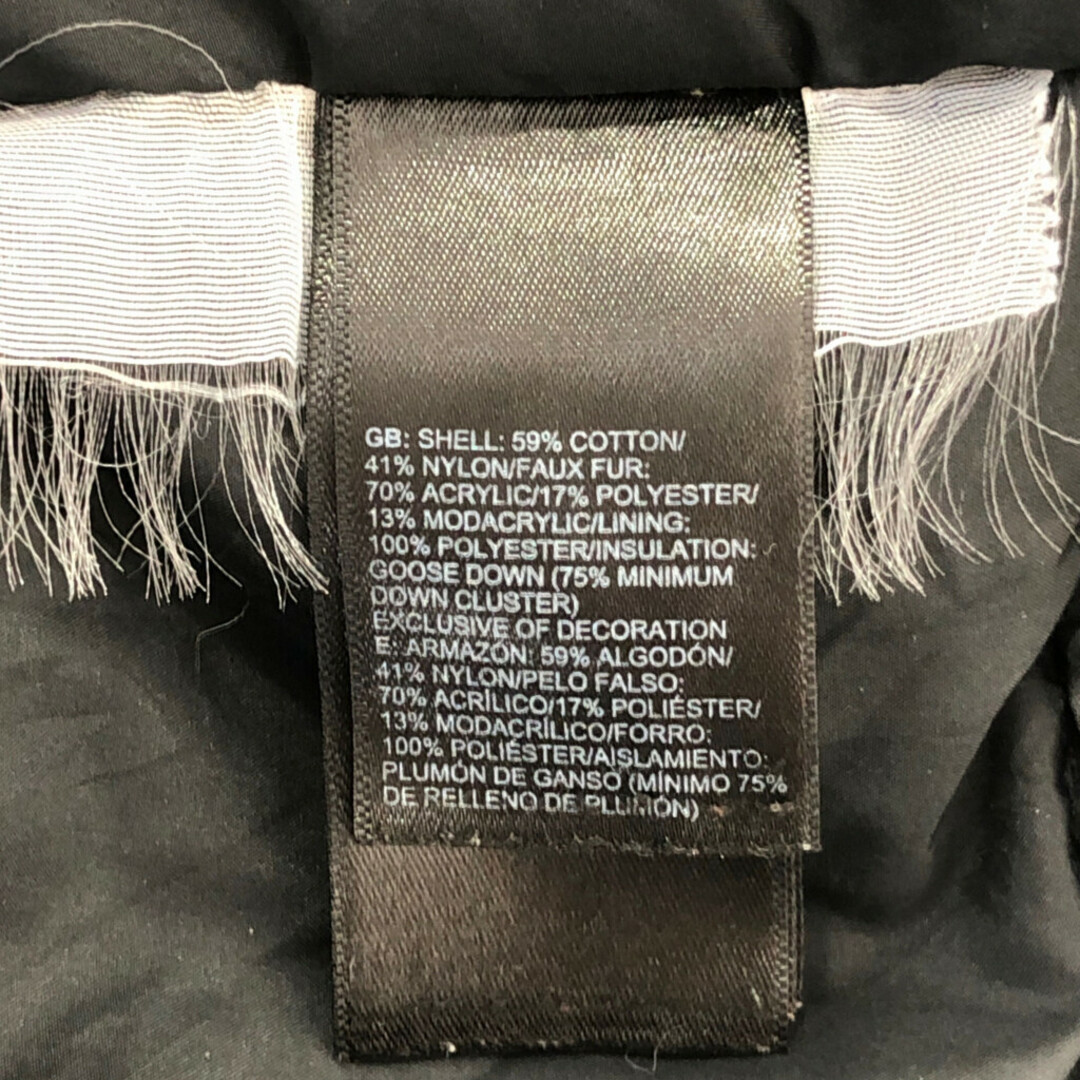 GB: SHELL: 59% COTTON/
41% NYLON/FAUX FUR:
70% ACRYLIC/17% POLYESTER/
13% MODACRYLIC/LINING:
100% POLYESTER/INSULATION:
GOOSE DOWN (75% MINIMUM
DOWN CLUSTER)
EXCLUSIVE OF DECORATION
E: ARMAZÓN: 59% ALGODÓN/
41% NYLON/PELO FALSO:
70% ACRÍLICO/17% POLIÉSTER/
13% MODACRÍLICO/FORRO:
100% POLIÉSTER/AISLAMIENTO:
PLUMÓN DE GANSO (MÍNIMO 75%
DE RELLENO DE PLUMÓN)